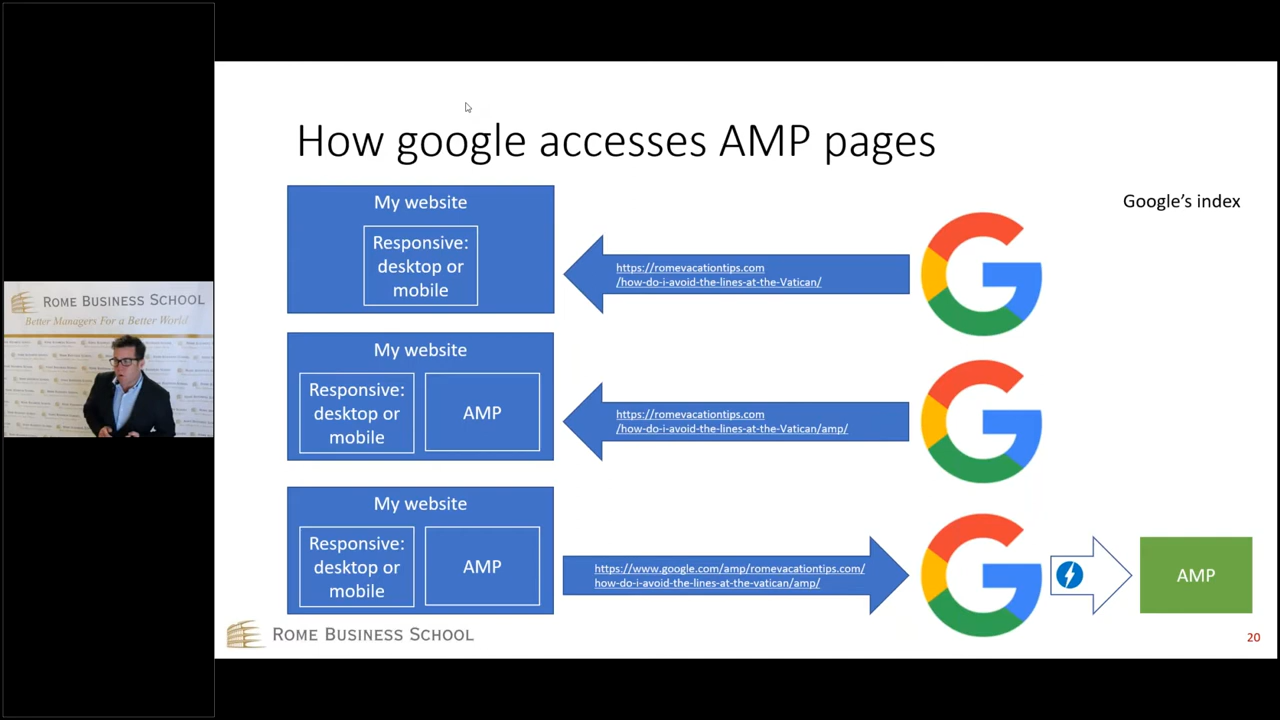 How google accesses AMP pages
Google's index
My website
Responsive:
desktop or
mobile
https://romevacationtips.com
/how-do-i-avoid-the-lines-at-the-Vatican/
My website
Responsive:
desktop or
mobile
AMP
https://romevacationtips.com
/how-do-i-avoid-the-lines-at-the-Vatican/amp/
My website
Responsive:
desktop or
mobile
AMP
https://www.google.com/amp/romevacationtips.com/
how-do-i-avoid-the-lines-at-the-vatican/amp/
AMP
ROME BUSINESS SCHOOL
20
ROME BUSINESS SCHOOL
Better Managers For a Better World